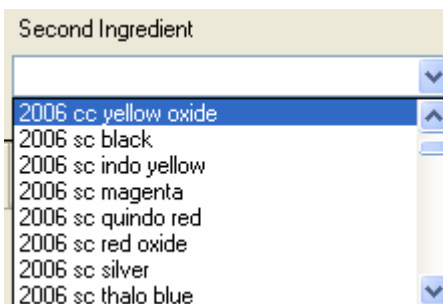 Second Ingredient
2006 cc yellow oxide
2006 sc black
2006 sc indo yellow
2006 sc magenta
2006 sc quindo red
2006 sc red oxide
2006 sc silver
2006 sc thalo blue